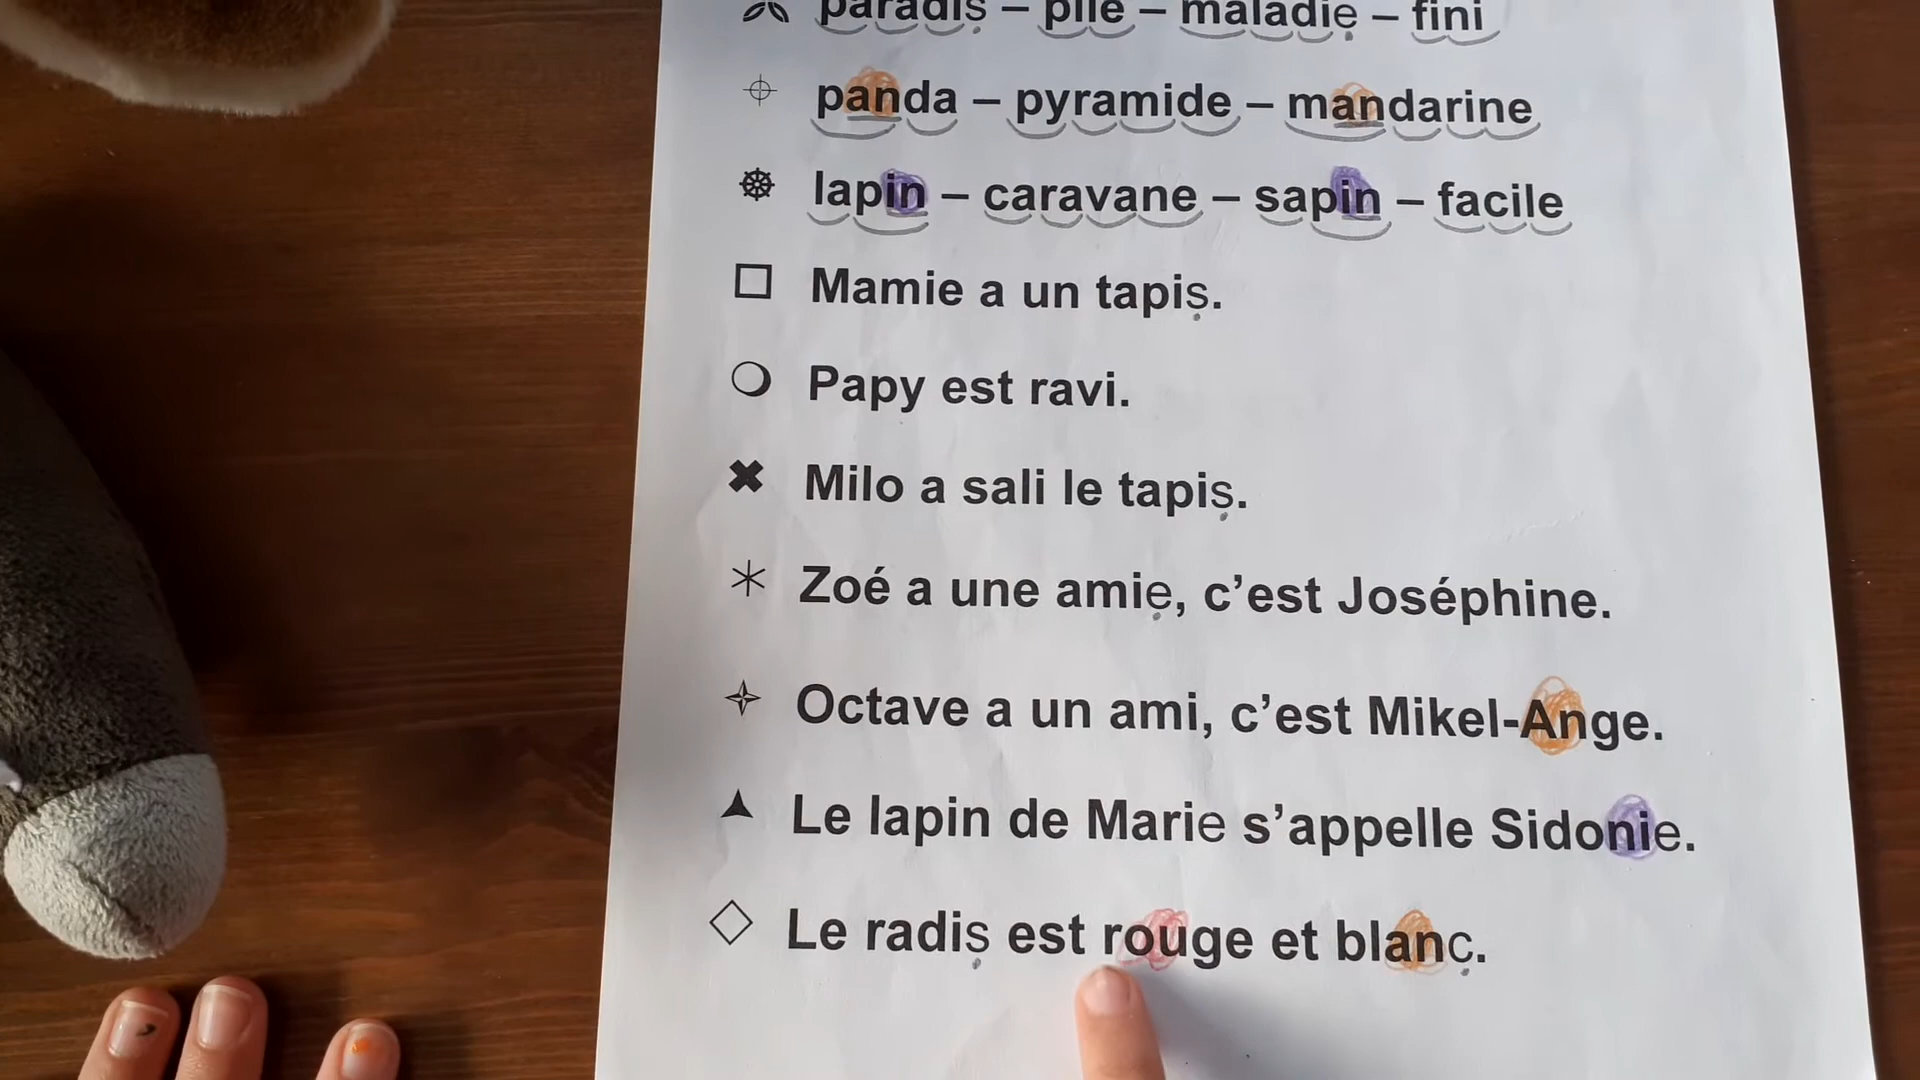 paradis – pile – maladie – fini
panda – pyramide – mandarine
lapin – caravane – sapin – facile
Mamie a un tapis.
Papy est ravi.
Milo a sali le tapis.
Zoé a une amie, c’est Joséphine.
Octave a un ami, c’est Mikel-Ange.
Le lapin de Marie s’appelle Sidonie.
Le radis est rouge et blanc.